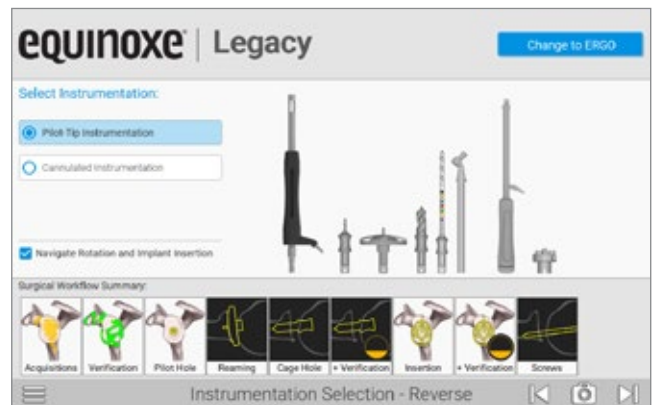 equinoxe | Legacy
Change to ERGO
Select Instrumentation:
Pilot-Tip Instrumentation
Cannulated Instrumentation
Navigate Rotation and Implant Insertion
Surgical Workflow Summary:
Acquisitions
Verification
Pilot Hole
Reaming
Cage Hole
+ Verification
Insertion
+ Verification
Screws
Instrumentation Selection - Reverse